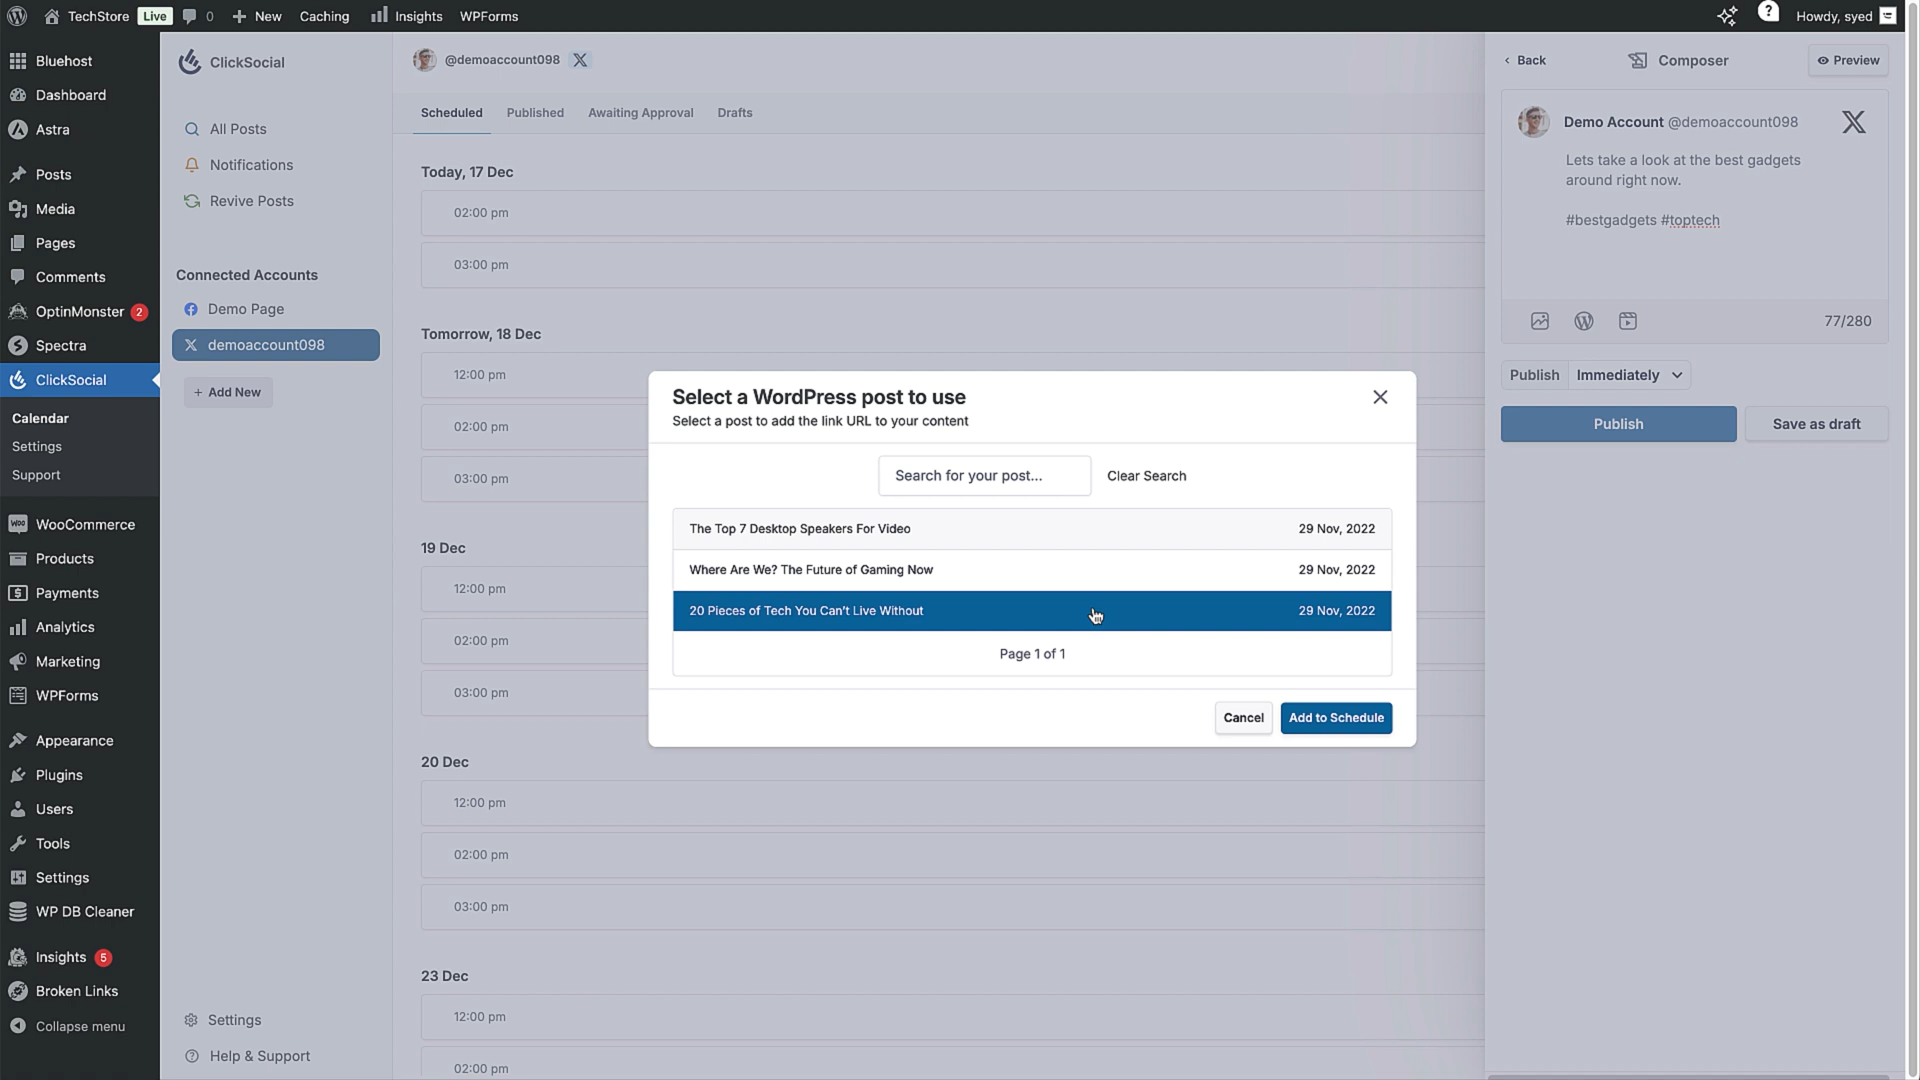 TechStore
Live
0
New
Caching
Insights
WPForms
Howdy, syed
Bluehost
Dashboard
Astra
Posts
Media
Pages
Comments
OptinMonster 2
Spectra
ClickSocial
Calendar
Settings
Support
WooCommerce
Products
Payments
Analytics
Marketing
WPForms
Appearance
Plugins
Users
Tools
Settings
WP DB Cleaner
Insights 5
Broken Links
Collapse menu
ClickSocial
All Posts
Notifications
Revive Posts
Connected Accounts
Demo Page
demoaccount098
+ Add New
Settings
Help & Support
@demoaccount098
Scheduled
Published
Awaiting Approval
Drafts
Today, 17 Dec
02:00 pm
03:00 pm
Tomorrow, 18 Dec
12:00 pm
02:00 pm
03:00 pm
19 Dec
12:00 pm
02:00 pm
03:00 pm
20 Dec
12:00 pm
02:00 pm
03:00 pm
23 Dec
12:00 pm
02:00 pm
Select a WordPress post to use
Select a post to add the link URL to your content
Search for your post...
Clear Search
The Top 7 Desktop Speakers For Video 29 Nov, 2022
Where Are We? The Future of Gaming Now 29 Nov, 2022
20 Pieces of Tech You Can't Live Without 29 Nov, 2022
Page 1 of 1
Cancel
Add to Schedule
Back
Composer
Preview
Demo Account @demoaccount098
Lets take a look at the best gadgets
around right now.
#bestgadgets #toptech
77/280
Publish Immediately
Publish
Save as draft